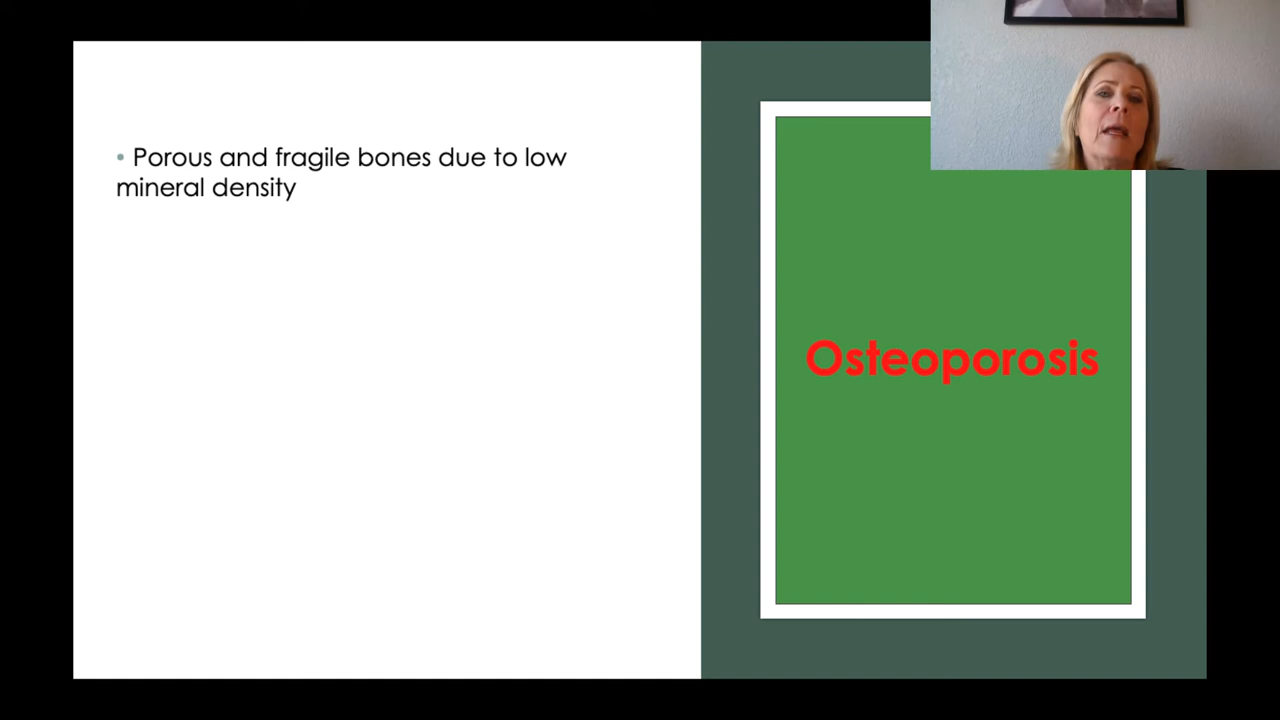 • Porous and fragile bones due to low
mineral density
Osteoporosis